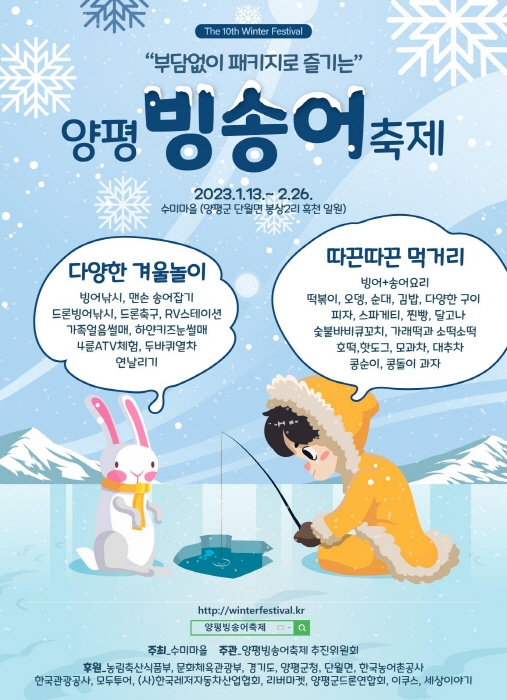 The 10th Winter Festival
“부담없이 패키지로 즐기는”
양평 빙송어 축제
2023.1.13.~ 2.26.
수미마을 (양평군 단월면 봉상2리 흑천 일원)
다양한 겨울놀이
빙어낚시, 맨손 송어잡기
드론빙어낚시, 드론축구, RV스테이션
가족얼음썰매, 하얀키즈눈썰매
4륜ATV체험, 두바퀴열차
연날리기
따끈따끈 먹거리
빙어+송어요리
떡볶이, 오뎅, 순대, 김밥, 다양한 구이
피자, 스파게티, 찐빵, 달고나
숯불바비큐꼬치, 가래떡과 소떡소떡
호떡,핫도그, 모과차, 대추차
콩순이, 콩돌이 과자
http://winterfestival.kr
양평빙송어축제
주최_수미마을 주관_양평빙송어축제 추진위원회
후원_농림축산식품부, 문화체육관광부, 경기도, 양평군청, 단월면, 한국농어촌공사
한국관광공사, 모두투어, (사)한국레저자동차산업협회, 리버마켓, 양평군드론연합회, 이쿠스, 세상이야기